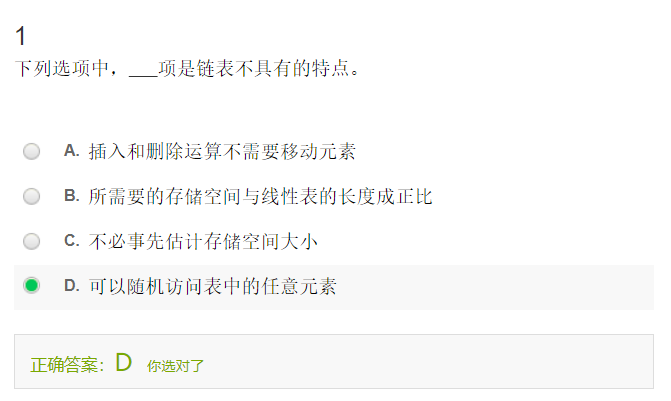 1
下列选项中，___项是链表不具有的特点。
A. 插入和删除运算不需要移动元素
B. 所需要的存储空间与线性表的长度成正比
C. 不必事先估计存储空间大小
D. 可以随机访问表中的任意元素
正确答案： D 你选对了